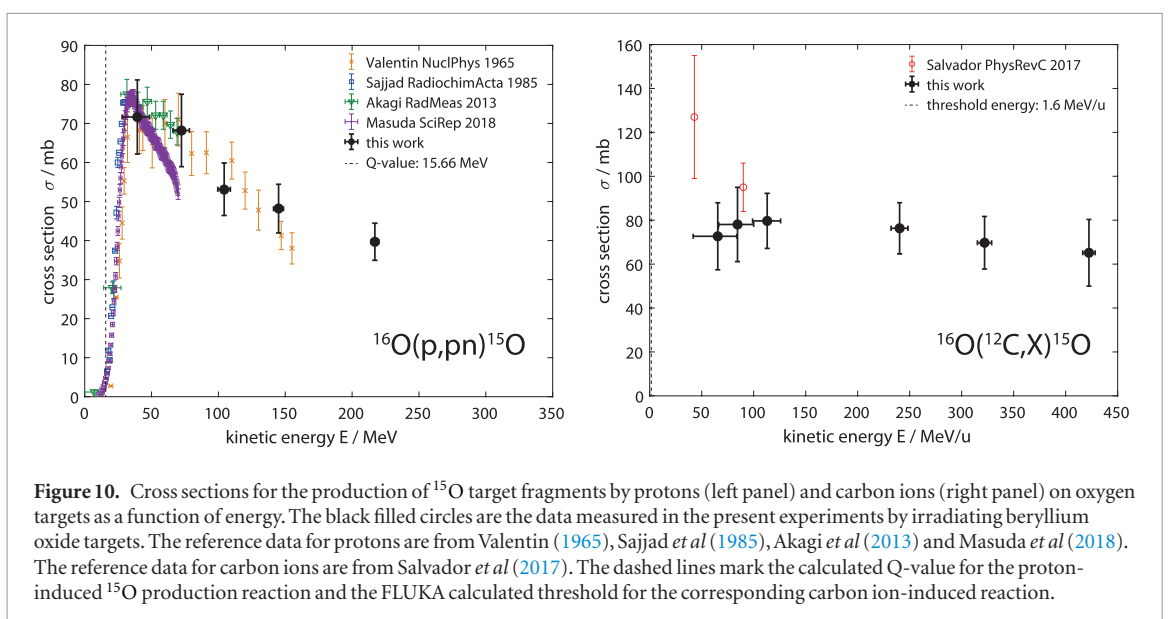 90
80
70
60
50
40
30
20
10
0
cross section σ / mb
0 50 100 150 200 250 300 350
kinetic energy E / MeV
Valentin NuclPhys 1965
Sajjad RadiochimActa 1985
Akagi RadMeas 2013
Masuda SciRep 2018
this work
Q-value: 15.66 MeV
¹⁶O(p,pn)¹⁵O
160
140
120
100
80
60
40
20
0
cross section σ / mb
0 50 100 150 200 250 300 350 400 450
kinetic energy E / MeV/u
Salvador PhysRevC 2017
this work
threshold energy: 1.6 MeV/u
¹⁶O(¹²C,X)¹⁵O
Figure 10. Cross sections for the production of ¹⁵O target fragments by protons (left panel) and carbon ions (right panel) on oxygen
targets as a function of energy. The black filled circles are the data measured in the present experiments by irradiating beryllium
oxide targets. The reference data for protons are from Valentin (1965), Sajjad et al (1985), Akagi et al (2013) and Masuda et al (2018).
The reference data for carbon ions are from Salvador et al (2017). The dashed lines mark the calculated Q-value for the proton-
induced ¹⁵O production reaction and the FLUKA calculated threshold for the corresponding carbon ion-induced reaction.